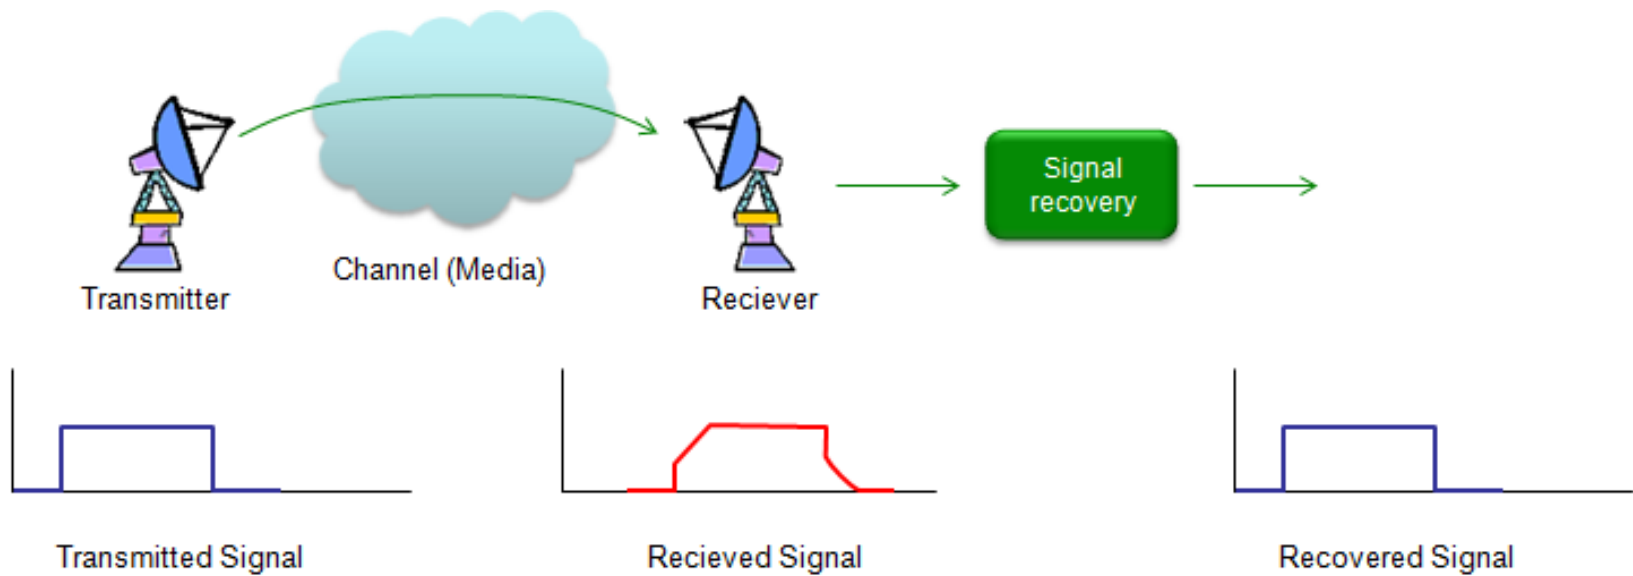 Signal
recovery
Channel (Media)
Transmitter
Reciever
Transmitted Signal
Recieved Signal
Recovered Signal